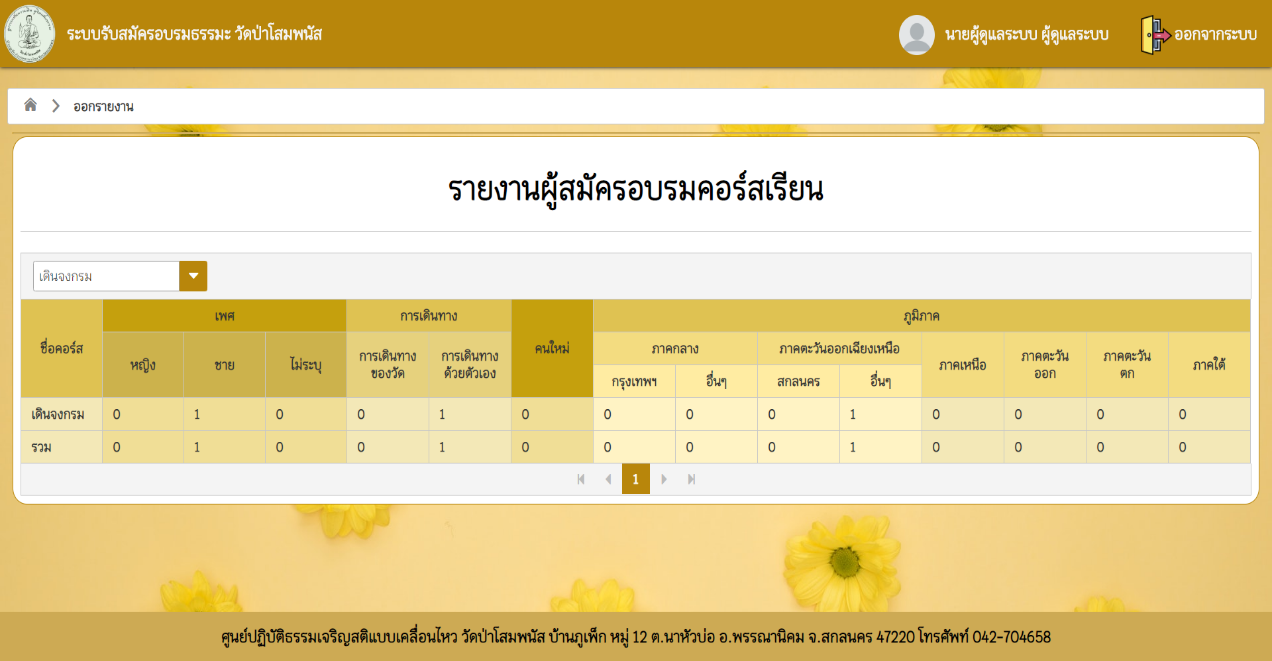 ระบบรับสมัครอบรมธรรมะ วัดป่าโสมพนัส
นายผู้ดูแลระบบ ผู้ดูแลระบบ
ออกจากระบบ
ออกรายงาน
รายงานผู้สมัครอบรมคอร์สเรียน
เดินจงกรม
ชื่อคอร์ส เพศ การเดินทาง คนใหม่ ภูมิภาค
หญิง ชาย ไม่ระบุ การเดินทางของวัด การเดินทางด้วยตัวเอง ภาคกลาง ภาคตะวันออกเฉียงเหนือ ภาคเหนือ ภาคตะวันออก ภาคตะวันตก ภาคใต้
กรุงเทพฯ อื่นๆ สกลนคร อื่นๆ
เดินจงกรม 0 1 0 0 1 0 0 0 0 1 0 0 0 0
รวม 0 1 0 0 1 0 0 0 0 1 0 0 0 0
1
ศูนย์ปฏิบัติธรรมเจริญสติแบบเคลื่อนไหว วัดป่าโสมพนัส บ้านภูเพ็ก หมู่ 12 ต.นาหัวบ่อ อ.พรรณานิคม จ.สกลนคร 47220 โทรศัพท์ 042-704658